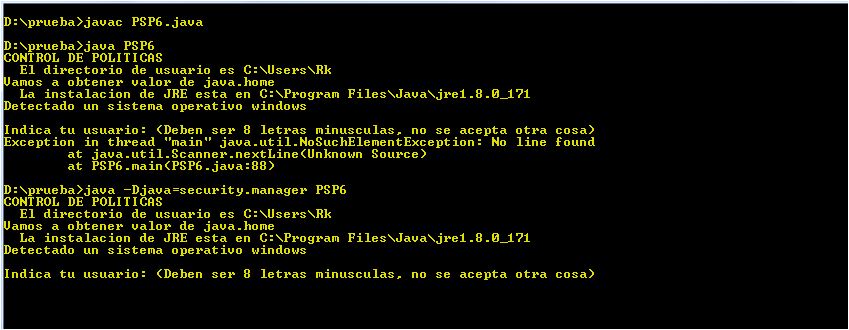 D:\prueba>javac PSP6.java
D:\prueba>java PSP6
CONTROL DE POLITICAS
  El directorio de usuario es C:\Users\Rk
Vamos a obtener valor de java.home
  La instalacion de JRE esta en C:\Program Files\Java\jre1.8.0_171
Detectado un sistema operativo windows
Indica tu usuario: (Deben ser 8 letras minusculas, no se acepta otra cosa)
Exception in thread "main" java.util.NoSuchElementException: No line found
        at java.util.Scanner.nextLine(Unknown Source)
        at PSP6.main(PSP6.java:88)
D:\prueba>java -Djava=security.manager PSP6
CONTROL DE POLITICAS
  El directorio de usuario es C:\Users\Rk
Vamos a obtener valor de java.home
  La instalacion de JRE esta en C:\Program Files\Java\jre1.8.0_171
Detectado un sistema operativo windows
Indica tu usuario: (Deben ser 8 letras minusculas, no se acepta otra cosa)